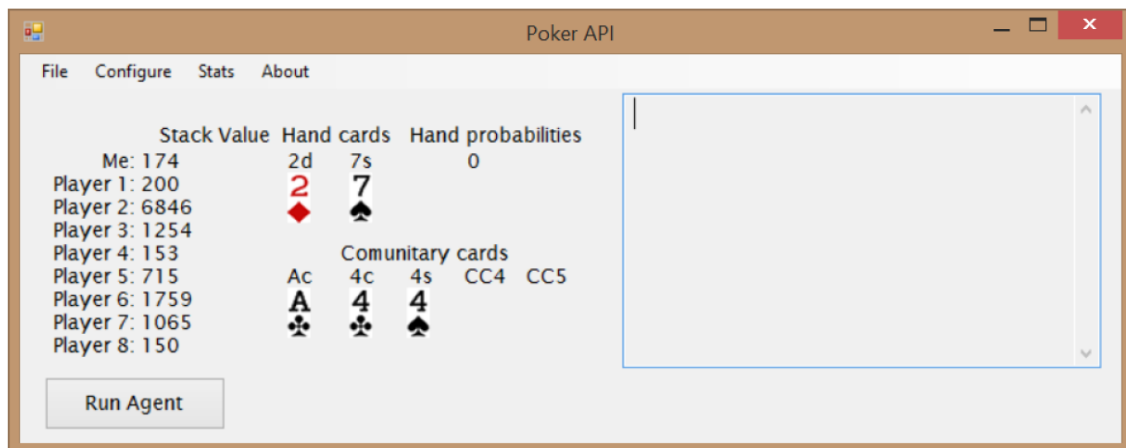 Poker API
File Configure Stats About
Stack Value Hand cards Hand probabilities
Me: 174 2d 7s 0
Player 1: 200 2 7
Player 2: 6846
Player 3: 1254
Player 4: 153 Comunitary cards
Player 5: 715 Ac 4c 4s CC4 CC5
Player 6: 1759 A 4 4
Player 7: 1065
Player 8: 150
Run Agent